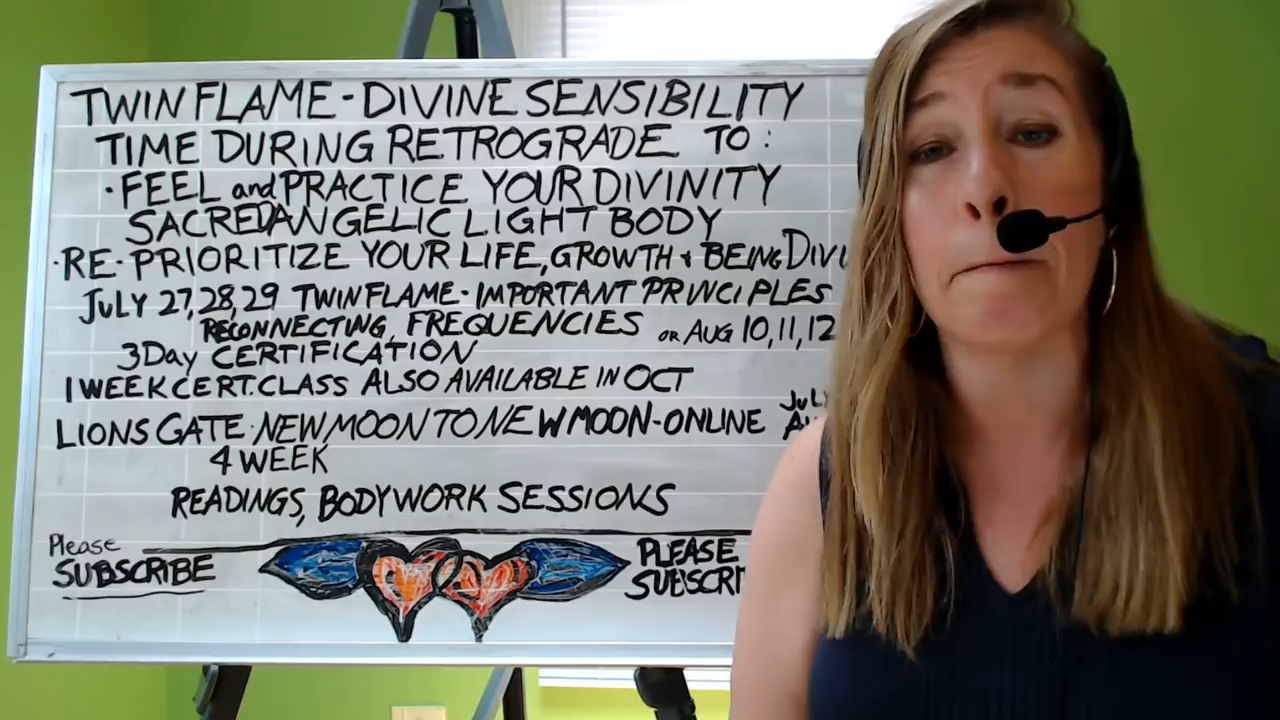 TWIN FLAME - DIVINE SENSIBILITY
TIME DURING RETROGRADE TO:
• FEEL and PRACTICE YOUR DIVINITY
SACRED ANGELIC LIGHT BODY
• RE-PRIORITIZE YOUR LIFE, GROWTH + BEING DIVI
JULY 27,28,29 TWIN FLAME - IMPORTANT PRINCIPLES
RECONNECTING, FREQUENCIES OR AUG 10,11,12
3 Day CERTIFICATION
1 WEEK CERT. CLASS ALSO AVAILABLE IN OCT
LIONS GATE - NEW MOON TO NEW MOON - ONLINE JULY
4 WEEK
READINGS, BODYWORK SESSIONS
Please
SUBSCRIBE
PLEASE
SUBSCRI